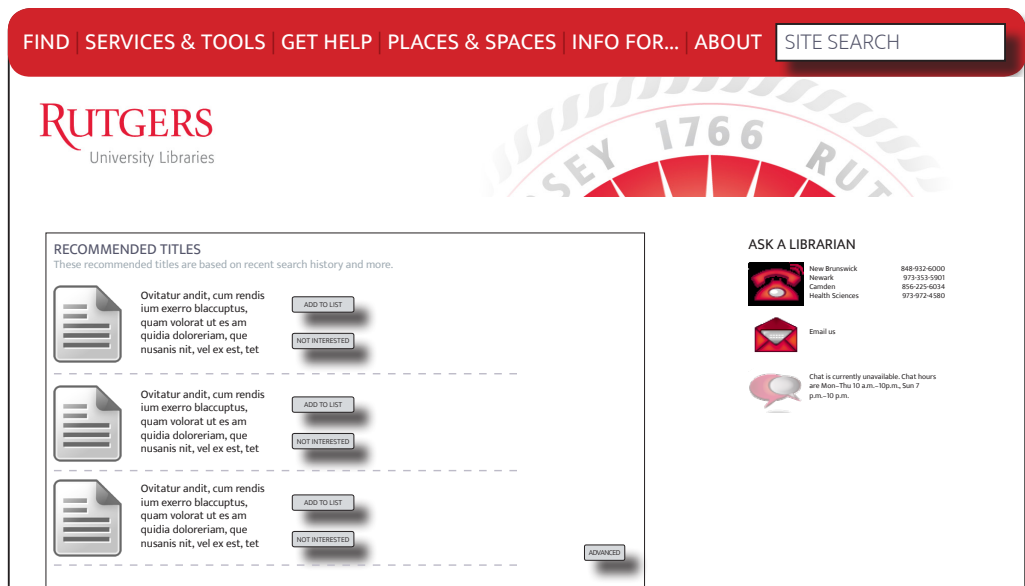 FIND | SERVICES & TOOLS | GET HELP | PLACES & SPACES | INFO FOR... | ABOUT SITE SEARCH
RUTGERS
University Libraries
SEY 1766 RUT
RECOMMENDED TITLES
These recommended titles are based on recent search history and more.
Ovitatur andit, cum rendis
ium exerro blaccuptus,
quam volorat ut es am
quidia doloreriam, que
nusanis nit, vel ex est, tet
ADD TO LIST
NOT INTERESTED
Ovitatur andit, cum rendis
ium exerro blaccuptus,
quam volorat ut es am
quidia doloreriam, que
nusanis nit, vel ex est, tet
ADD TO LIST
NOT INTERESTED
Ovitatur andit, cum rendis
ium exerro blaccuptus,
quam volorat ut es am
quidia doloreriam, que
nusanis nit, vel ex est, tet
ADD TO LIST
NOT INTERESTED
ADVANCED
ASK A LIBRARIAN
New Brunswick 848-932-6000
Newark 973-353-5901
Camden 856-225-6034
Health Sciences 973-972-4580
Email us
Chat is currently unavailable. Chat hours
are Mon–Thu 10 a.m.–10p.m., Sun 7
p.m.–10 p.m.